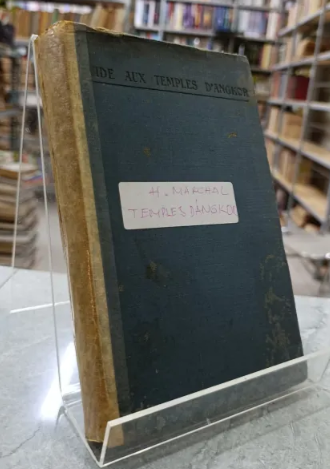 IDE AUX TEMPLES D'ANGKOR
H. MARCHAL
TEMPLES D'ANGKOR